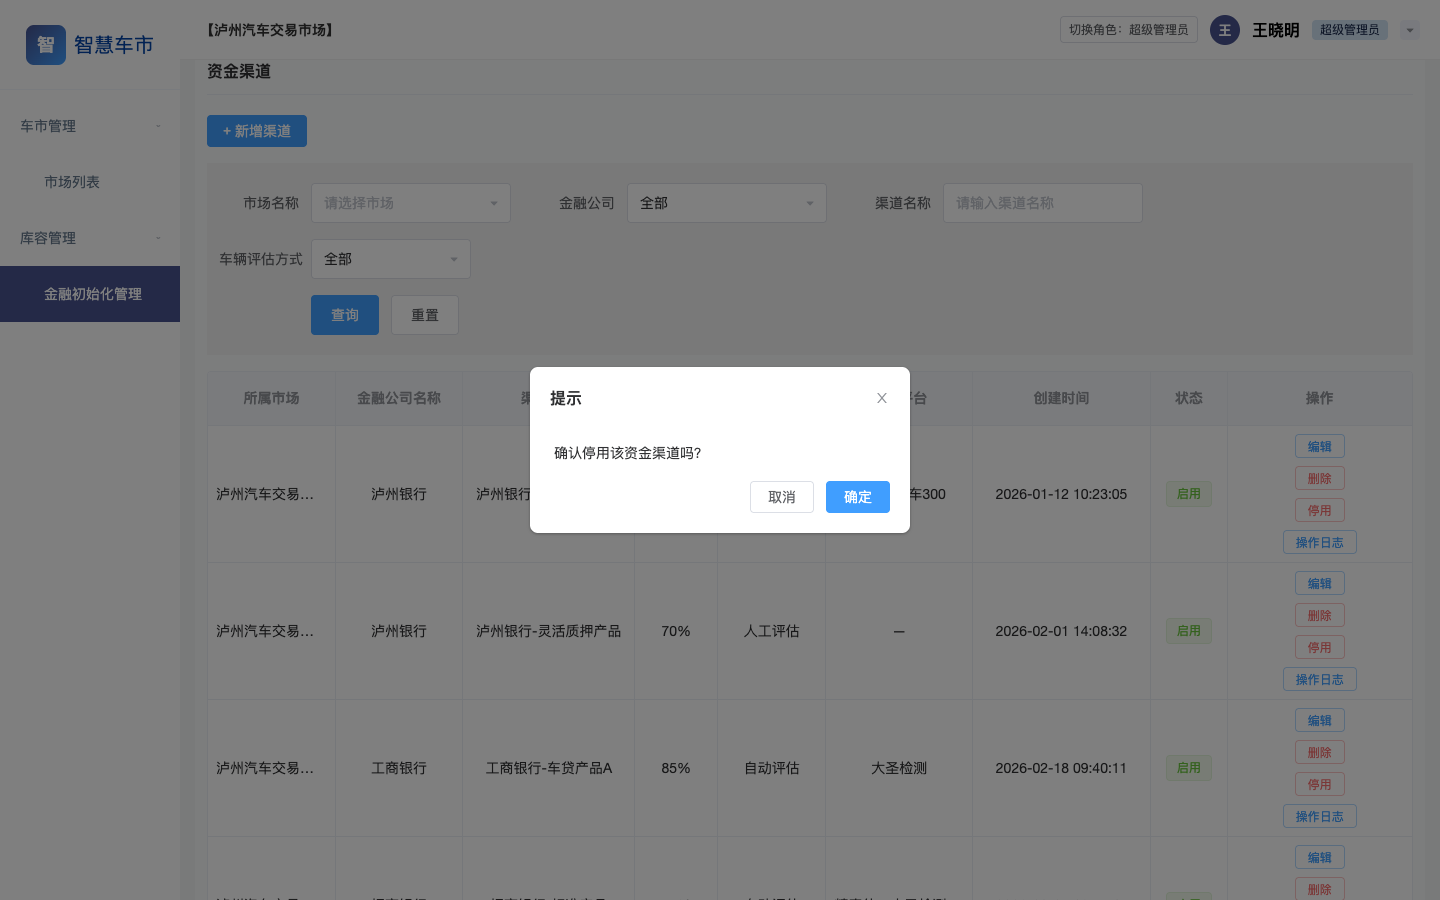 智 智慧车市
【泸州汽车交易市场】
切换角色：超级管理员 王 王晓明 超级管理员
车市管理
市场列表
库容管理
金融初始化管理
资金渠道
+ 新增渠道
市场名称 请选择市场 金融公司 全部 渠道名称 请输入渠道名称
车辆评估方式 全部
查询 重置
所属市场 金融公司名称 台 创建时间 状态 操作
提示
确认停用该资金渠道吗?
取消 确定
泸州汽车交易... 泸州银行 泸州银行 车300 2026-01-12 10:23:05 启用 编辑
删除
停用
操作日志
泸州汽车交易... 泸州银行 泸州银行-灵活质押产品 70% 人工评估 — 2026-02-01 14:08:32 启用 编辑
删除
停用
操作日志
泸州汽车交易... 工商银行 工商银行-车贷产品A 85% 自动评估 大圣检测 2026-02-18 09:40:11 启用 编辑
删除
停用
操作日志
编辑
删除